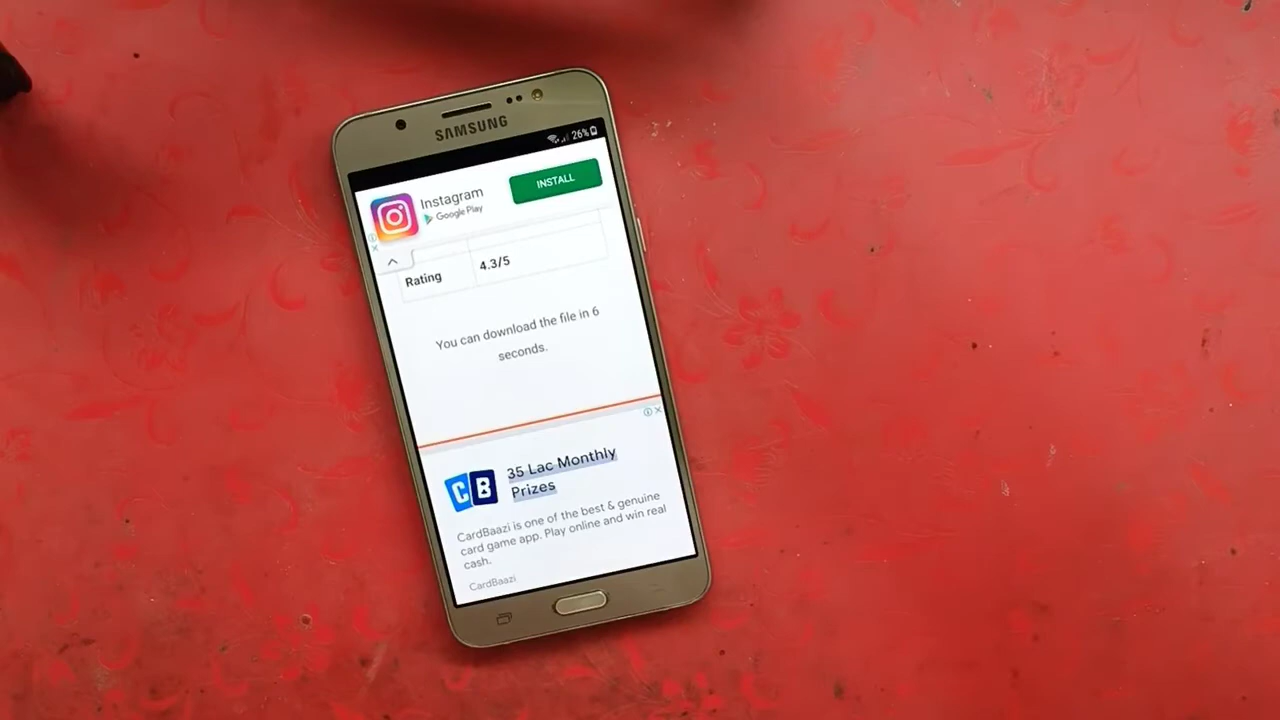 SAMSUNG
26%
Instagram
Google Play
INSTALL
Rating
4.3/5
You can download the file in 6
seconds.
CB
35 Lac Monthly
Prizes
CardBaazi is one of the best & genuine
card game app. Play online and win real
cash.
CardBaazi